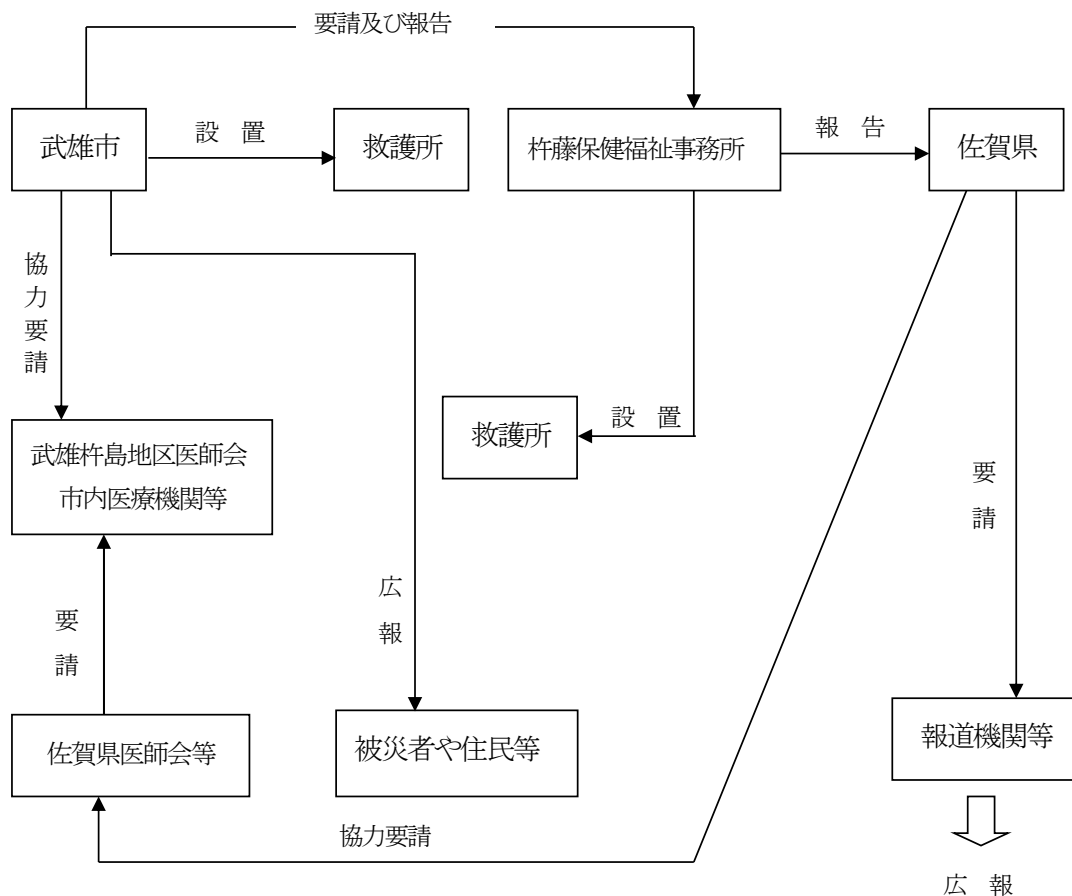 要請及び報告
武雄市
設　置
救護所
杵藤保健福祉事務所
報　告
佐賀県
協力要請
救護所
設　置
武雄杵島地区医師会
市内医療機関等
要請
広報
要請
佐賀県医師会等
被災者や住民等
報道機関等
協力要請
広　報